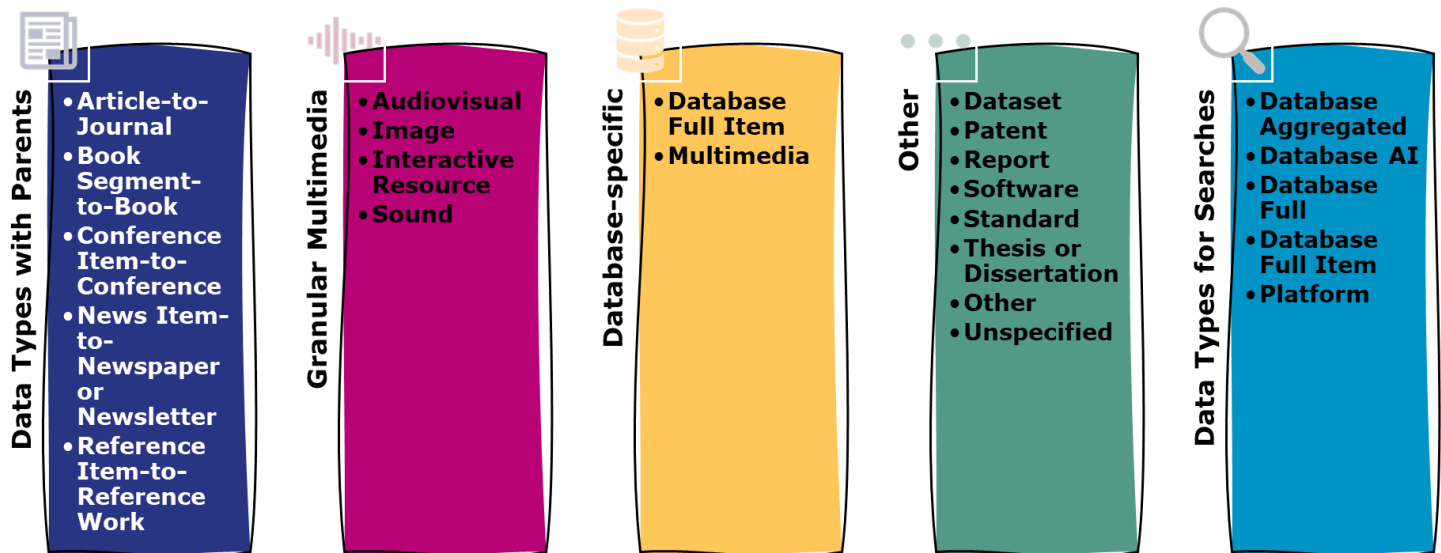 Data Types with Parents
•Article-to-
Journal
•Book
Segment-
to-Book
•Conference
Item-to-
Conference
•News Item-
to-
Newspaper
or
Newsletter
•Reference
Item-to-
Reference
Work
Granular Multimedia
•Audiovisual
•Image
•Interactive
Resource
•Sound
Database-specific
•Database
Full Item
•Multimedia
Other
•Dataset
•Patent
•Report
•Software
•Standard
•Thesis or
Dissertation
•Other
•Unspecified
Data Types for Searches
•Database
Aggregated
•Database AI
•Database
Full
•Database
Full Item
•Platform